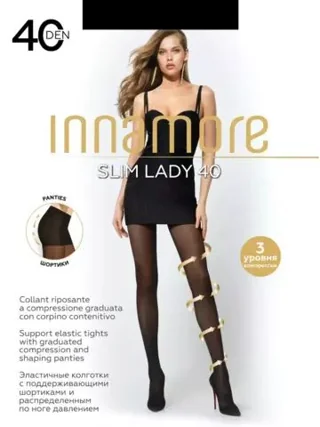 40 DEN
innamore
SLIM LADY 40
PANTIES
ШОРТИКИ
3
уровня
компрессии
Collant riposante
a compressione graduata
con corpino contenitivo
Support elastic tights
with graduated
compression and
shaping panties
Эластичные колготки
с поддерживающими
шортиками и
распределенным
по ноге давлением